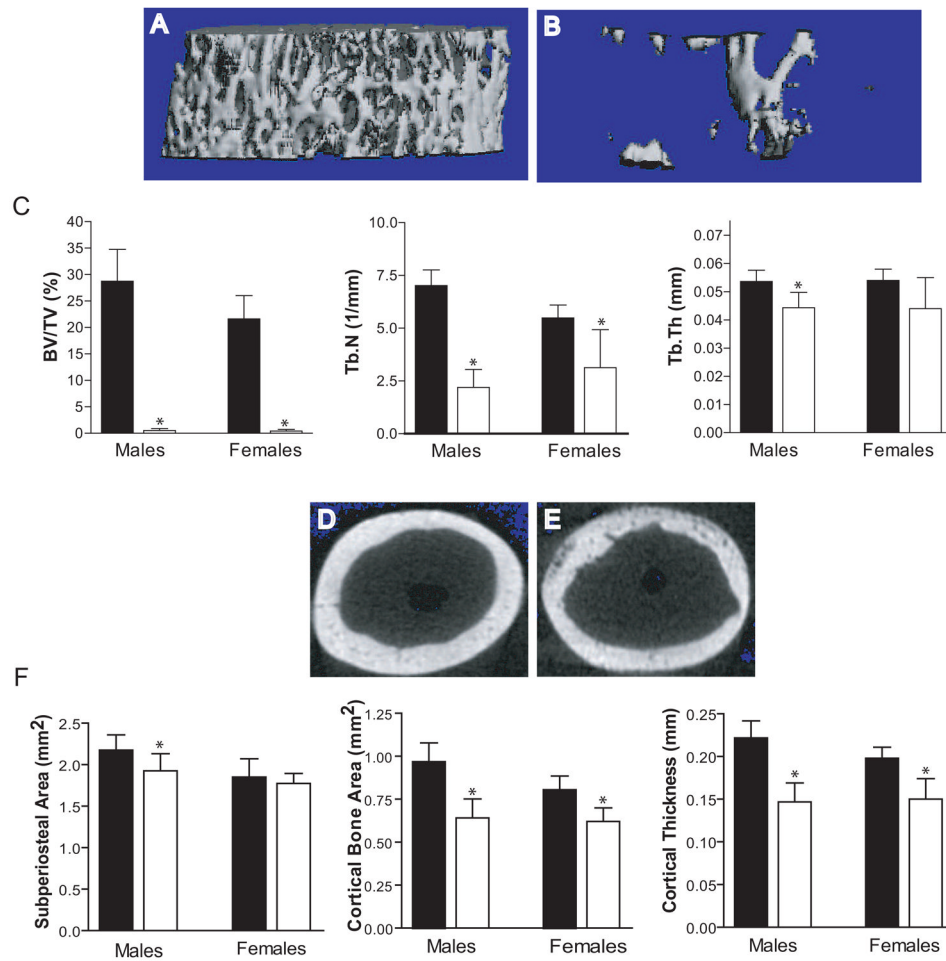 A
B
C
BV/TV (%)
40
35
30
25
20
15
10
5
0
*
*
Males
Females
Tb.N (1/mm)
10.0
7.5
5.0
2.5
0.0
*
*
Males
Females
Tb.Th (mm)
0.07
0.06
0.05
0.04
0.03
0.02
0.01
0.00
*
Males
Females
D
E
F
Subperiosteal Area (mm²)
2.5
2.0
1.5
1.0
0.5
0.0
*
Males
Females
Cortical Bone Area (mm²)
1.25
1.00
0.75
0.50
0.25
0.00
*
*
Males
Females
Cortical Thickness (mm)
0.25
0.20
0.15
0.10
0.05
0.00
*
*
Males
Females